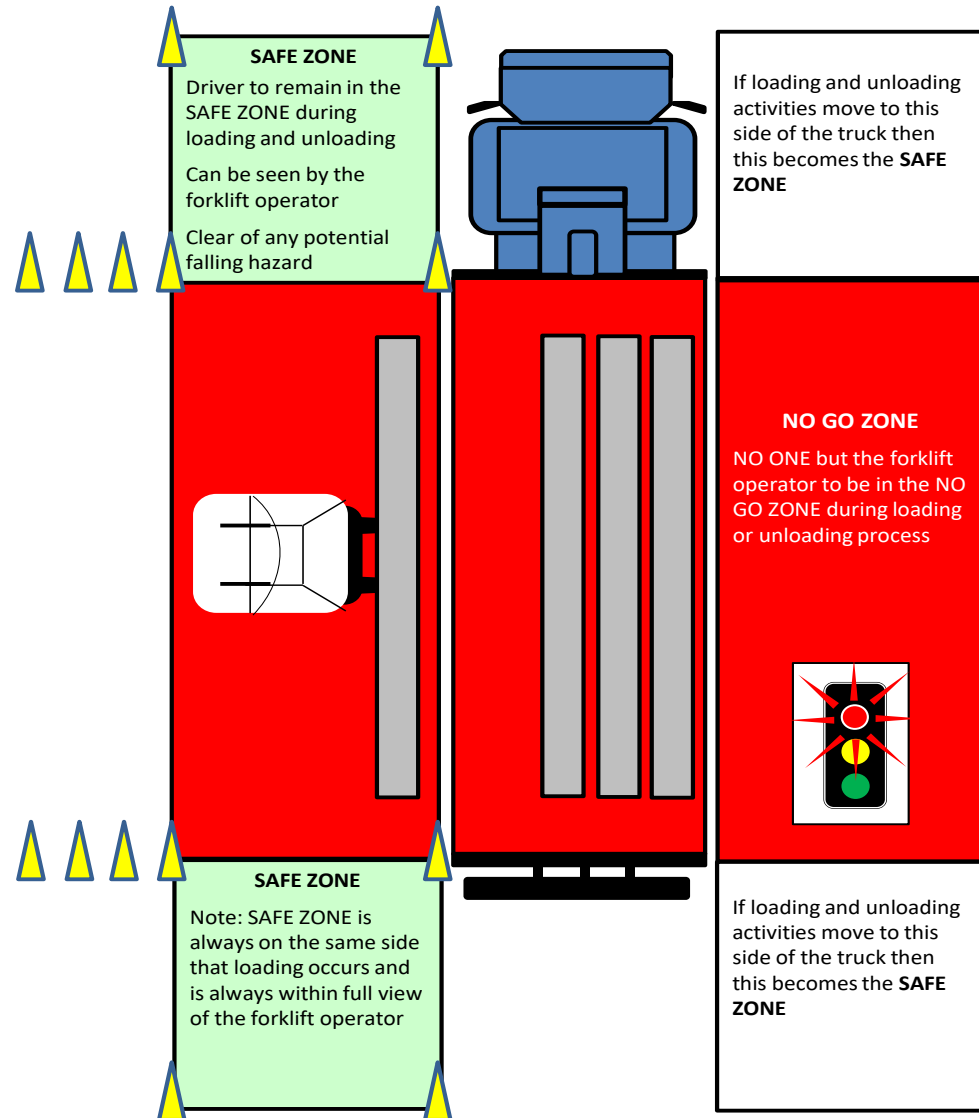 SAFE ZONE
Driver to remain in the
SAFE ZONE during
loading and unloading
Can be seen by the
forklift operator
Clear of any potential
falling hazard
If loading and unloading
activities move to this
side of the truck then
this becomes the SAFE
ZONE
NO GO ZONE
NO ONE but the forklift
operator to be in the NO
GO ZONE during loading
or unloading process
SAFE ZONE
Note: SAFE ZONE is
always on the same side
that loading occurs and
is always within full view
of the forklift operator
If loading and unloading
activities move to this
side of the truck then
this becomes the SAFE
ZONE